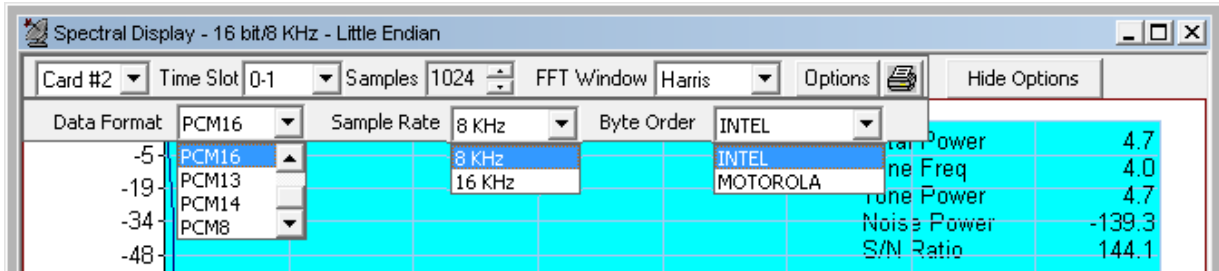 Spectral Display - 16 bit/8 KHz - Little Endian
Card #2 Time Slot 0-1 Samples 1024 FFT Window Harris Options Hide Options
Data Format PCM16 Sample Rate 8 KHz Byte Order INTEL Power 4.7
-5 PCM16 8 KHz INTEL Freq 4.0
-19 PCM13 16 KHz MOTOROLA Tone Power 4.7
PCM14
-34 PCM8 Noise Power -139.3
-48 S/N Ratio 144.1